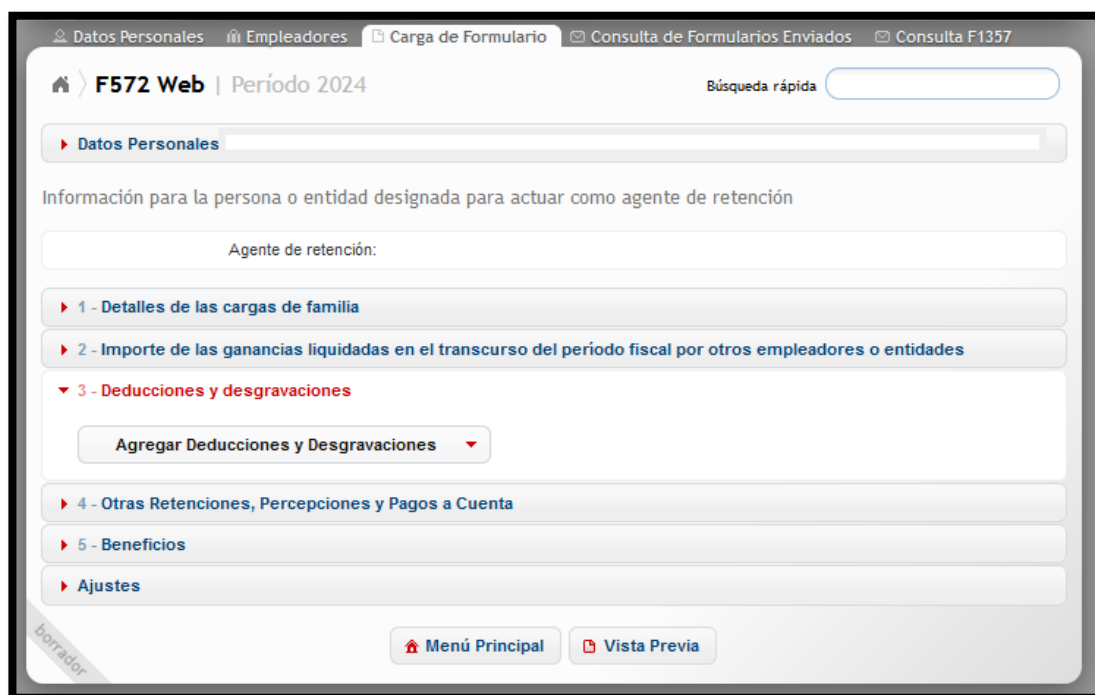 Datos Personales Empleadores Carga de Formulario Consulta de Formularios Enviados Consulta F1357
F572 Web | Período 2024 Búsqueda rápida
Datos Personales
Información para la persona o entidad designada para actuar como agente de retención
Agente de retención:
1 - Detalles de las cargas de familia
2 - Importe de las ganancias liquidadas en el transcurso del período fiscal por otros empleadores o entidades
3 - Deducciones y desgravaciones
Agregar Deducciones y Desgravaciones
4 - Otras Retenciones, Percepciones y Pagos a Cuenta
5 - Beneficios
Ajustes
borrador
Menú Principal Vista Previa